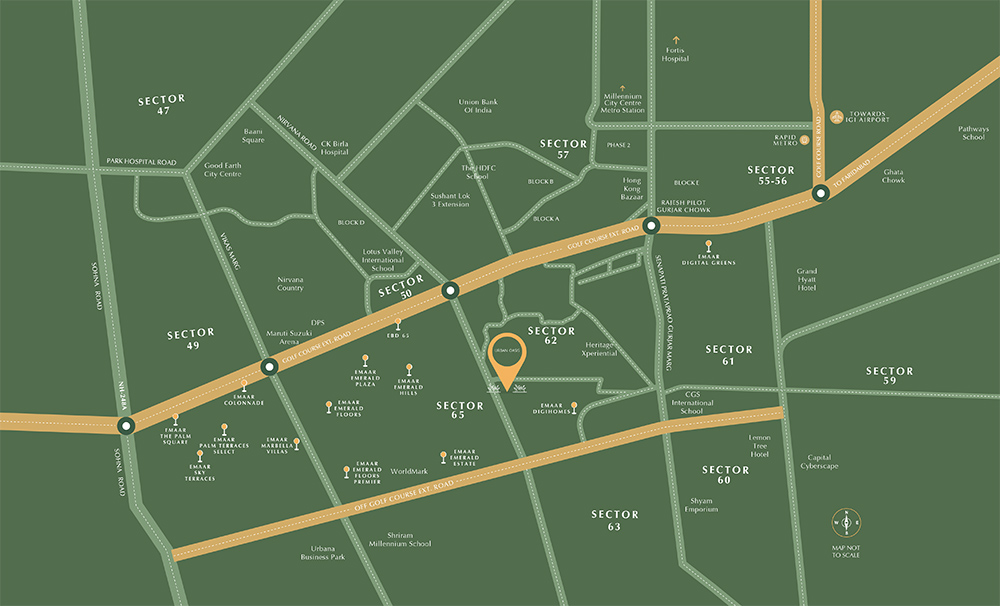 Fortis
Hospital
SECTOR
47
Union Bank
Of India
Millennium
City Centre
Metro Station
TOWARDS
IGI AIRPORT
NIRVANA ROAD
Baani
Square
CK Birla
Hospital
SECTOR
57
PHASE 2
RAPID
METRO
GOLF COURSE ROAD
Pathways
School
PARK HOSPITAL ROAD
Good Earth
City Centre
The HDFC
School
BLOCK B
SECTOR
55-56
TO FARIDABAD
Ghata
Chowk
Hong
Kong
Bazaar
BLOCK E
Sushant Lok
3 Extension
RAJESH PILOT
GURJAR CHOWK
BLOCK D
BLOCK A
GOLF COURSE EXT. ROAD
VIKAS MARG
Lotus Valley
International
School
EMAAR
DIGITAL GREENS
SOHNA ROAD
Nirvana
Country
SECTOR
50
SENAPATI PRATAPRAO GURJAR MARG
Grand
Hyatt
Hotel
SECTOR
49
DPS
Maruti Suzuki
Arena
GOLF COURSE EXT. ROAD
EBD 65
SECTOR
62
URBAN OASIS
Heritage
Xperiential
SECTOR
61
SECTOR
59
EMAAR
EMERALD
PLAZA
EMAAR
EMERALD
HILLS
NH-248A
EMAAR
COLONNADE
EMAAR
EMERALD
FLOORS
SECTOR
65
EMAAR
DIGIHOMES
CGS
International
School
EMAAR
THE PALM
SQUARE
EMAAR
PALM TERRACES
SELECT
EMAAR
MARBELLA
VILLAS
Lemon
Tree
Hotel
SOHNA ROAD
EMAAR
SKY
TERRACES
EMAAR
EMERALD
FLOORS
PREMIER
WorldMark
EMAAR
EMERALD
ESTATE
SECTOR
60
Capital
Cyberscape
OFF GOLF COURSE EXT. ROAD
Shyam
Emporium
SECTOR
63
N
W
E
S
MAP NOT
TO SCALE
Shriram
Millennium School
Urbana
Business Park